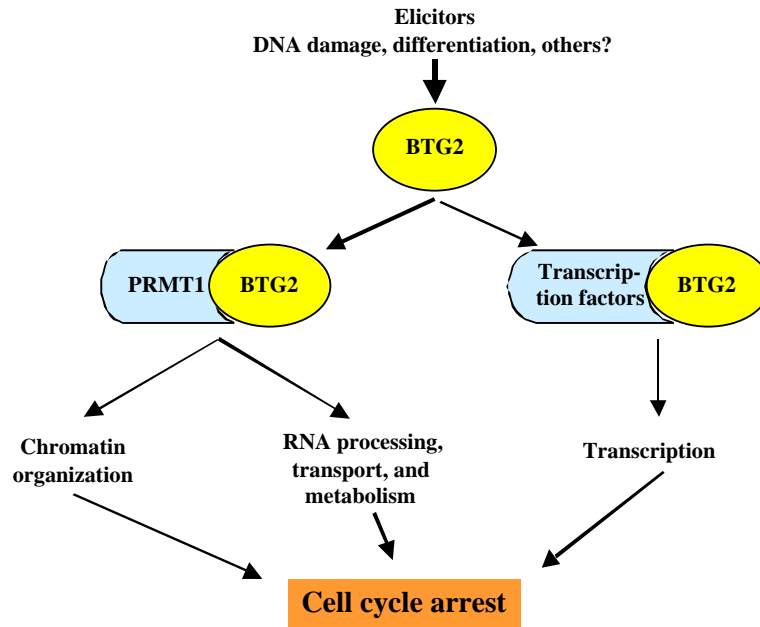 Elicitors
DNA damage, differentiation, others?
BTG2
PRMT1
BTG2
Transcrip-
tion factors
BTG2
Chromatin
organization
RNA processing,
transport, and
metabolism
Transcription
Cell cycle arrest